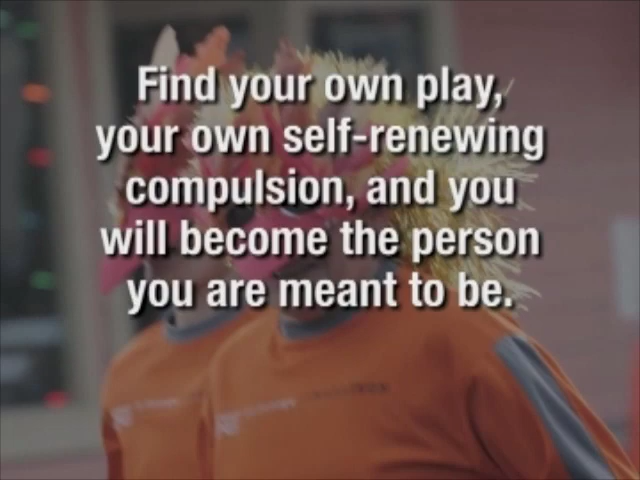 Find your own play,
your own self-renewing
compulsion, and you
will become the person
you are meant to be.